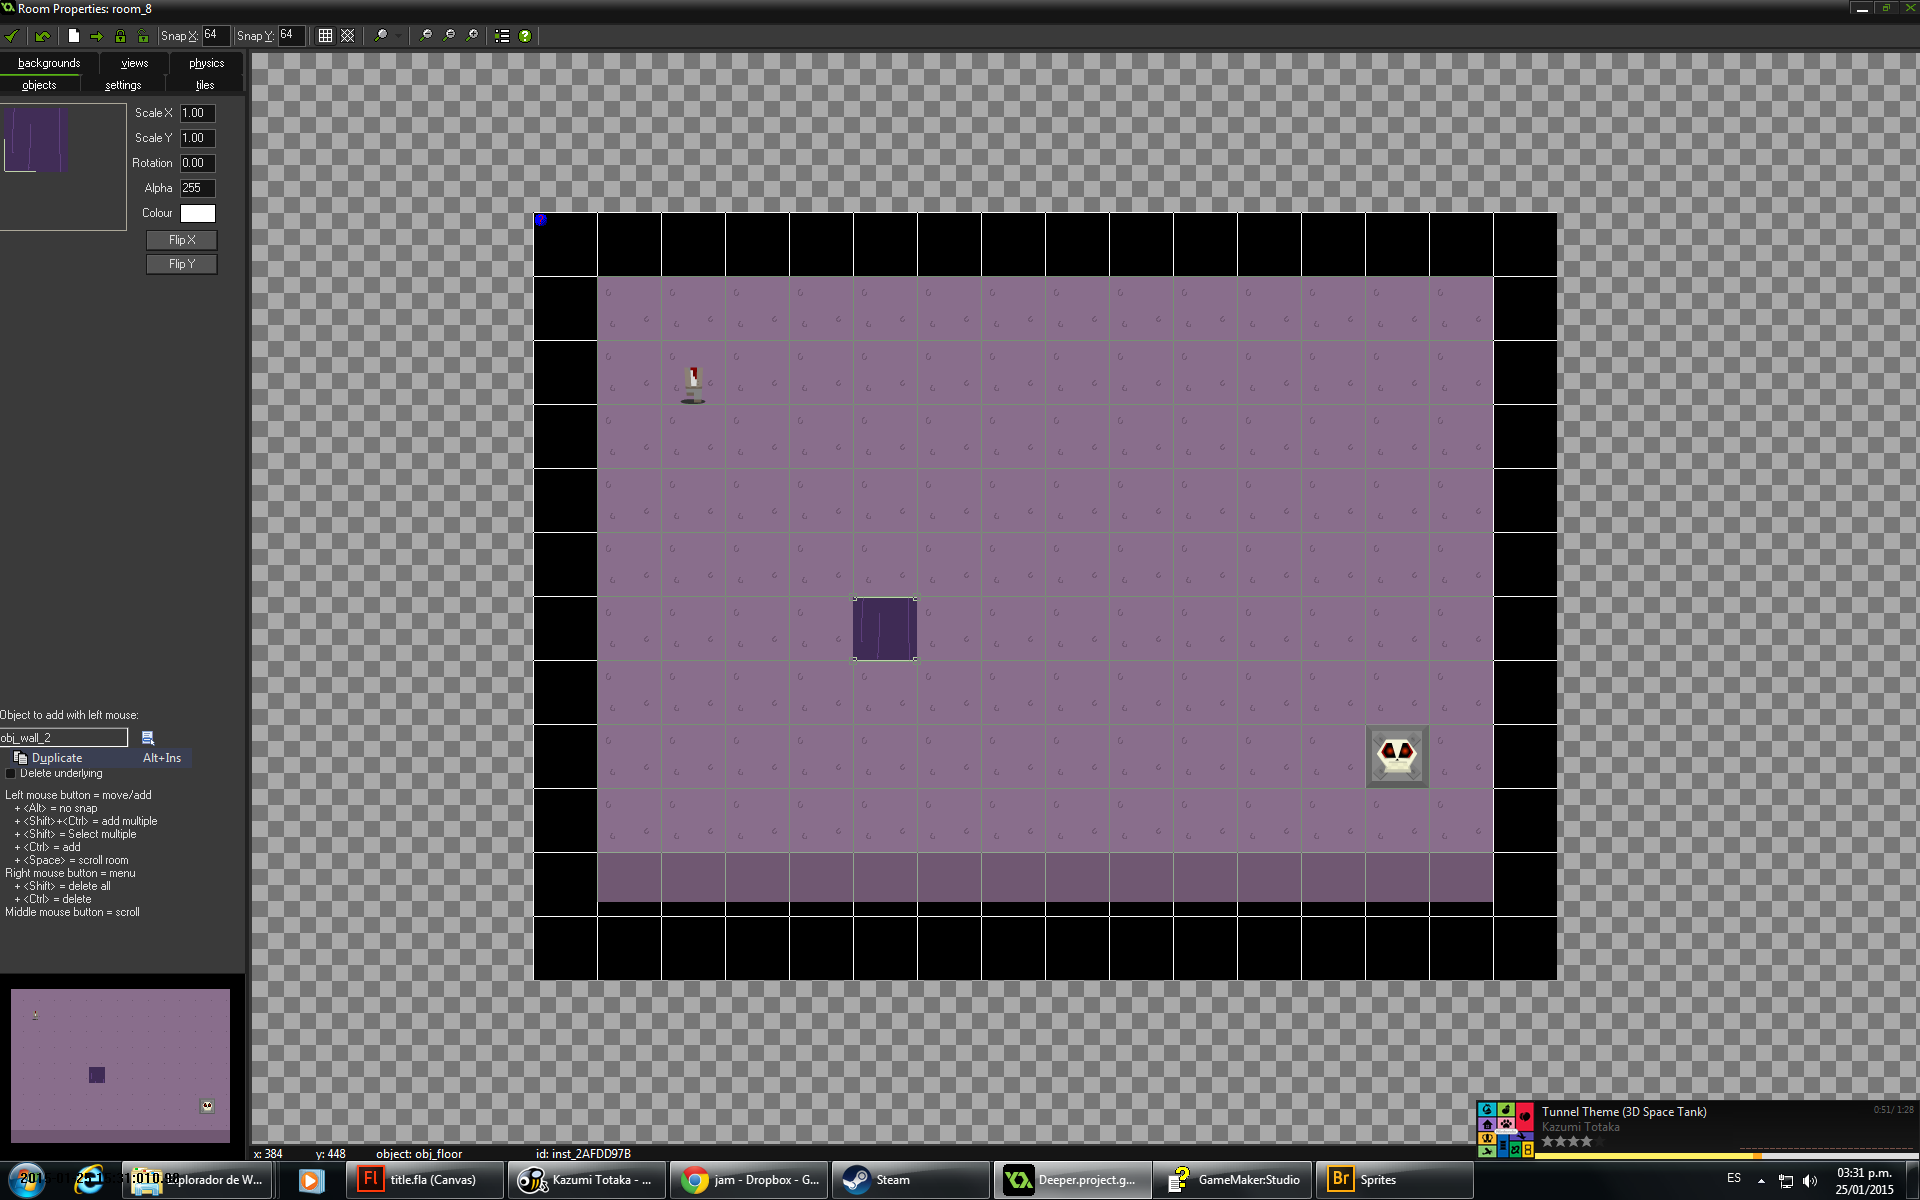 Room Properties: room_8
Snap X: 64 Snap Y: 64
backgrounds views physics
objects settings tiles
Scale X 1.00
Scale Y 1.00
Rotation 0.00
Alpha 255
Colour
Flip X
Flip Y
Object to add with left mouse:
obj_wall_2
Duplicate Alt+Ins
Delete underlying
Left mouse button = move/add
+ <Alt> = no snap
+ <Shift>+<Ctrl> = add multiple
+ <Shift> = Select multiple
+ <Ctrl> = add
+ <Space> = scroll room
Right mouse button = menu
+ <Shift> = delete all
+ <Ctrl> = delete
Middle mouse button = scroll
x: 384 y: 448 object: obj_floor id: inst_2AFDD97B
Tunnel Theme (3D Space Tank) 0:51/ 1:28
Kazumi Totaka
Explorador de W...
title.fla (Canvas)
Kazumi Totaka - ...
jam - Dropbox - G...
Steam
Deeper.project.g...
GameMaker:Studio
Sprites
ES
03:31 p.m.
25/01/2015